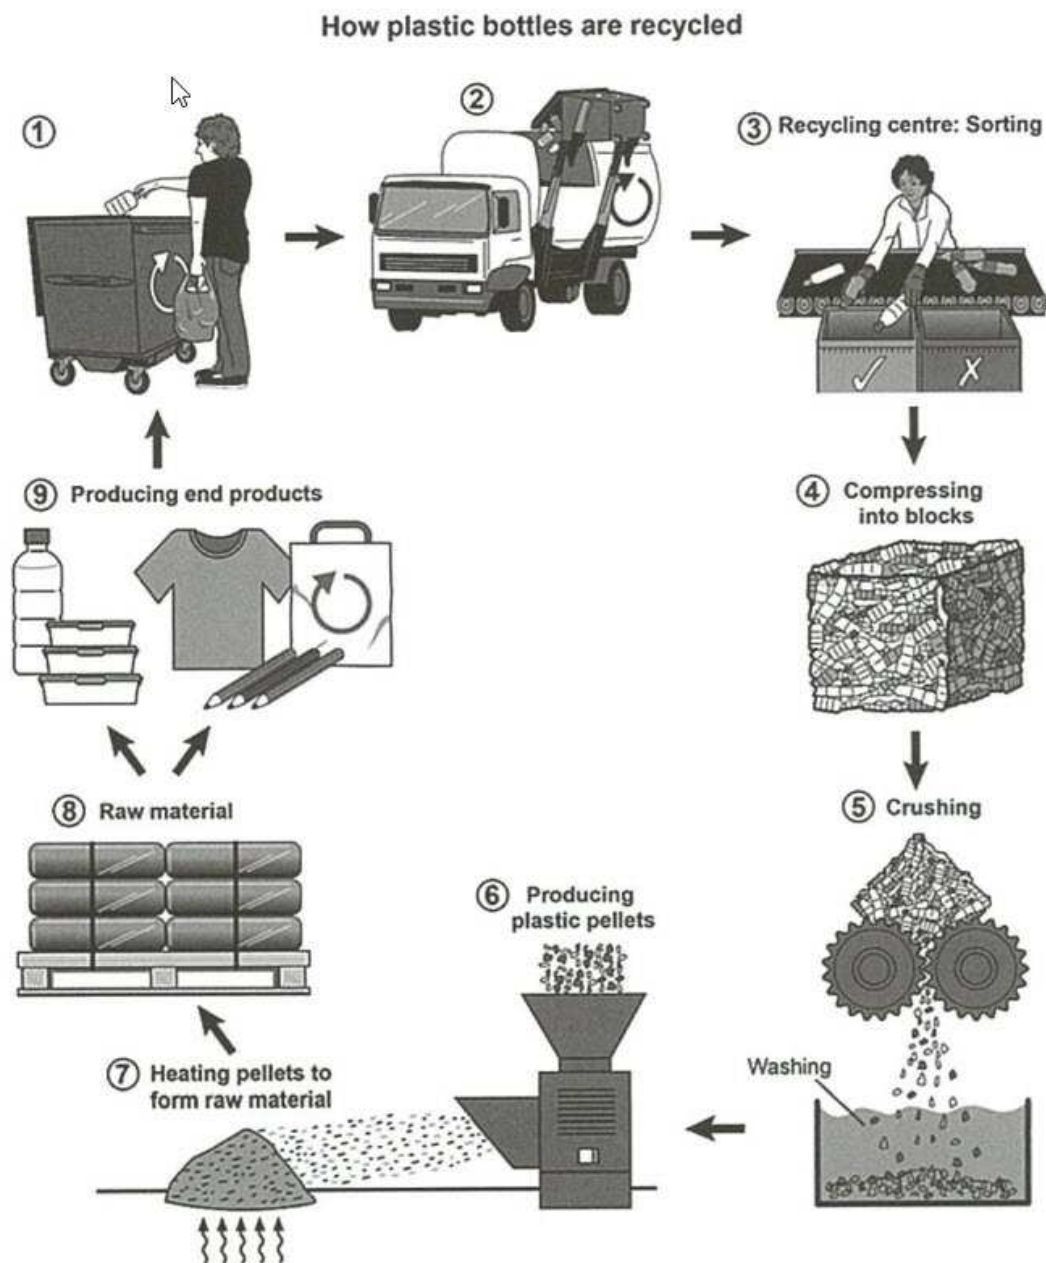 How plastic bottles are recycled
1
2
3 Recycling centre: Sorting
4 Compressing
into blocks
5 Crushing
Washing
6 Producing
plastic pellets
7 Heating pellets to
form raw material
8 Raw material
9 Producing end products